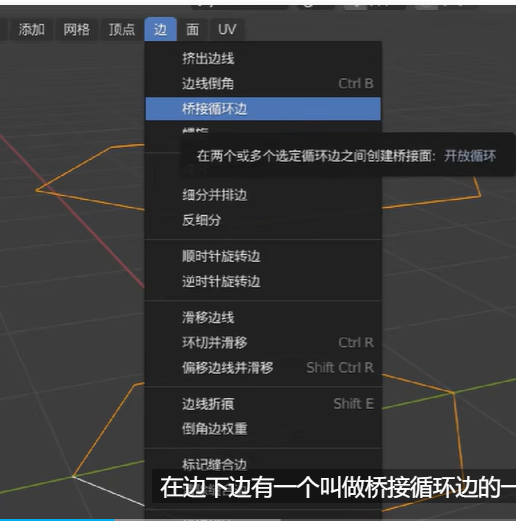 添加 网格 顶点 边 面 UV
挤出边线
边线倒角 Ctrl B
桥接循环边
在两个或多个选定循环边之间创建桥接面: 开放循环
细分并排边
反细分
顺时针旋转边
逆时针旋转边
滑移边线
环切并滑移 Ctrl R
偏移边线并滑移 Shift Ctrl R
边线折痕 Shift E
倒角边权重
标记缝合边
在边下边有一个叫做桥接循环边的一